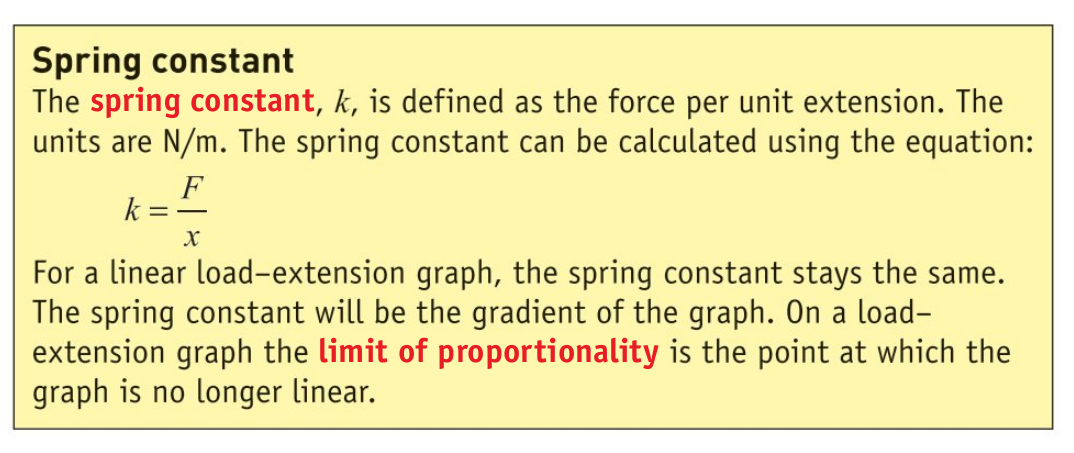 Spring constant
The spring constant, k, is defined as the force per unit extension. The
units are N/m. The spring constant can be calculated using the equation:
k = F/x
For a linear load–extension graph, the spring constant stays the same.
The spring constant will be the gradient of the graph. On a load–
extension graph the limit of proportionality is the point at which the
graph is no longer linear.